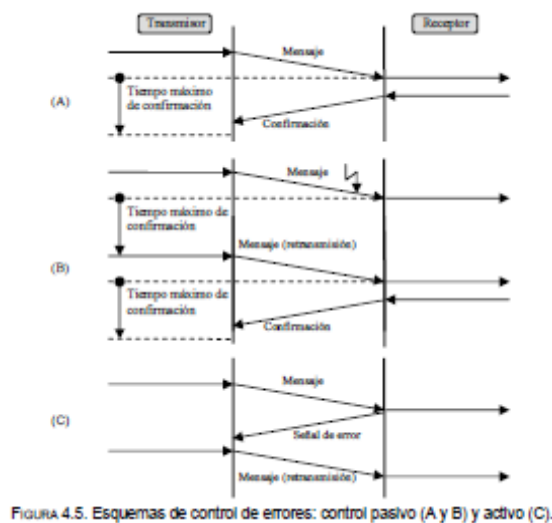 Transmisor Receptor
Mensaje
Tiempo máximo
de confirmación
(A)
Confirmación
Mensaje
Tiempo máximo de
confirmación
Mensaje (retransmisión)
(B)
Tiempo máximo de
confirmación
Confirmación
Mensaje
(C)
Señal de error
Mensaje (retransmisión)
FIGURA 4.5. Esquemas de control de errores: control pasivo (A y B) y activo (C).